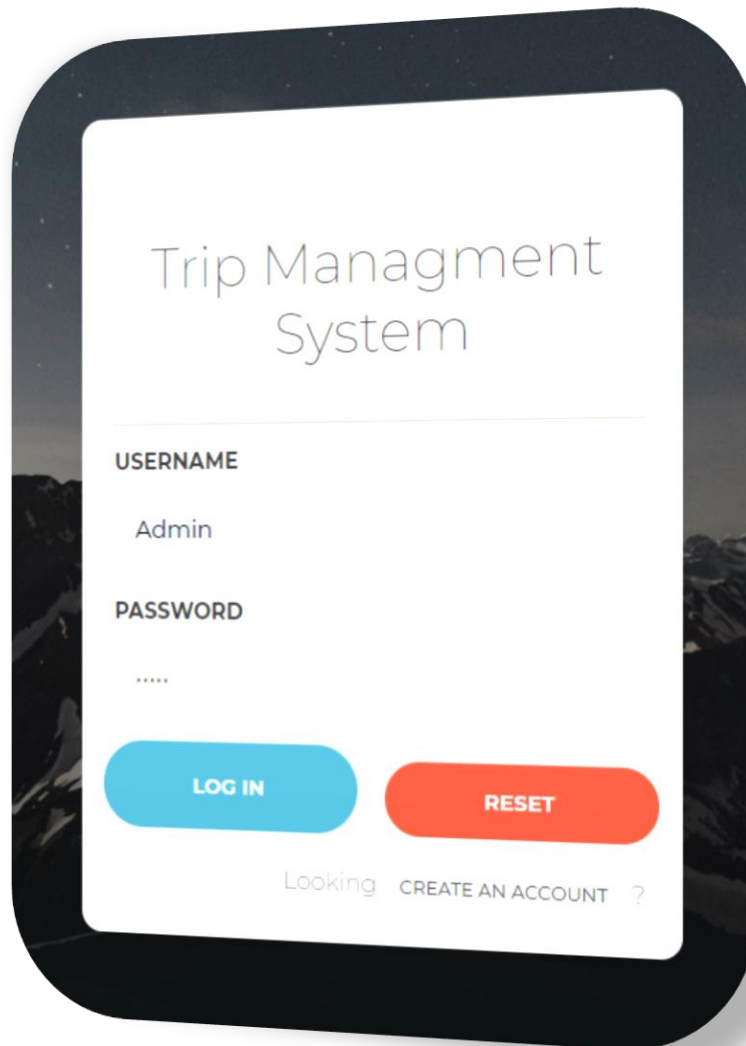 Trip Managment
System
USERNAME
Admin
PASSWORD
.....
LOG IN
RESET
Looking CREATE AN ACCOUNT ?